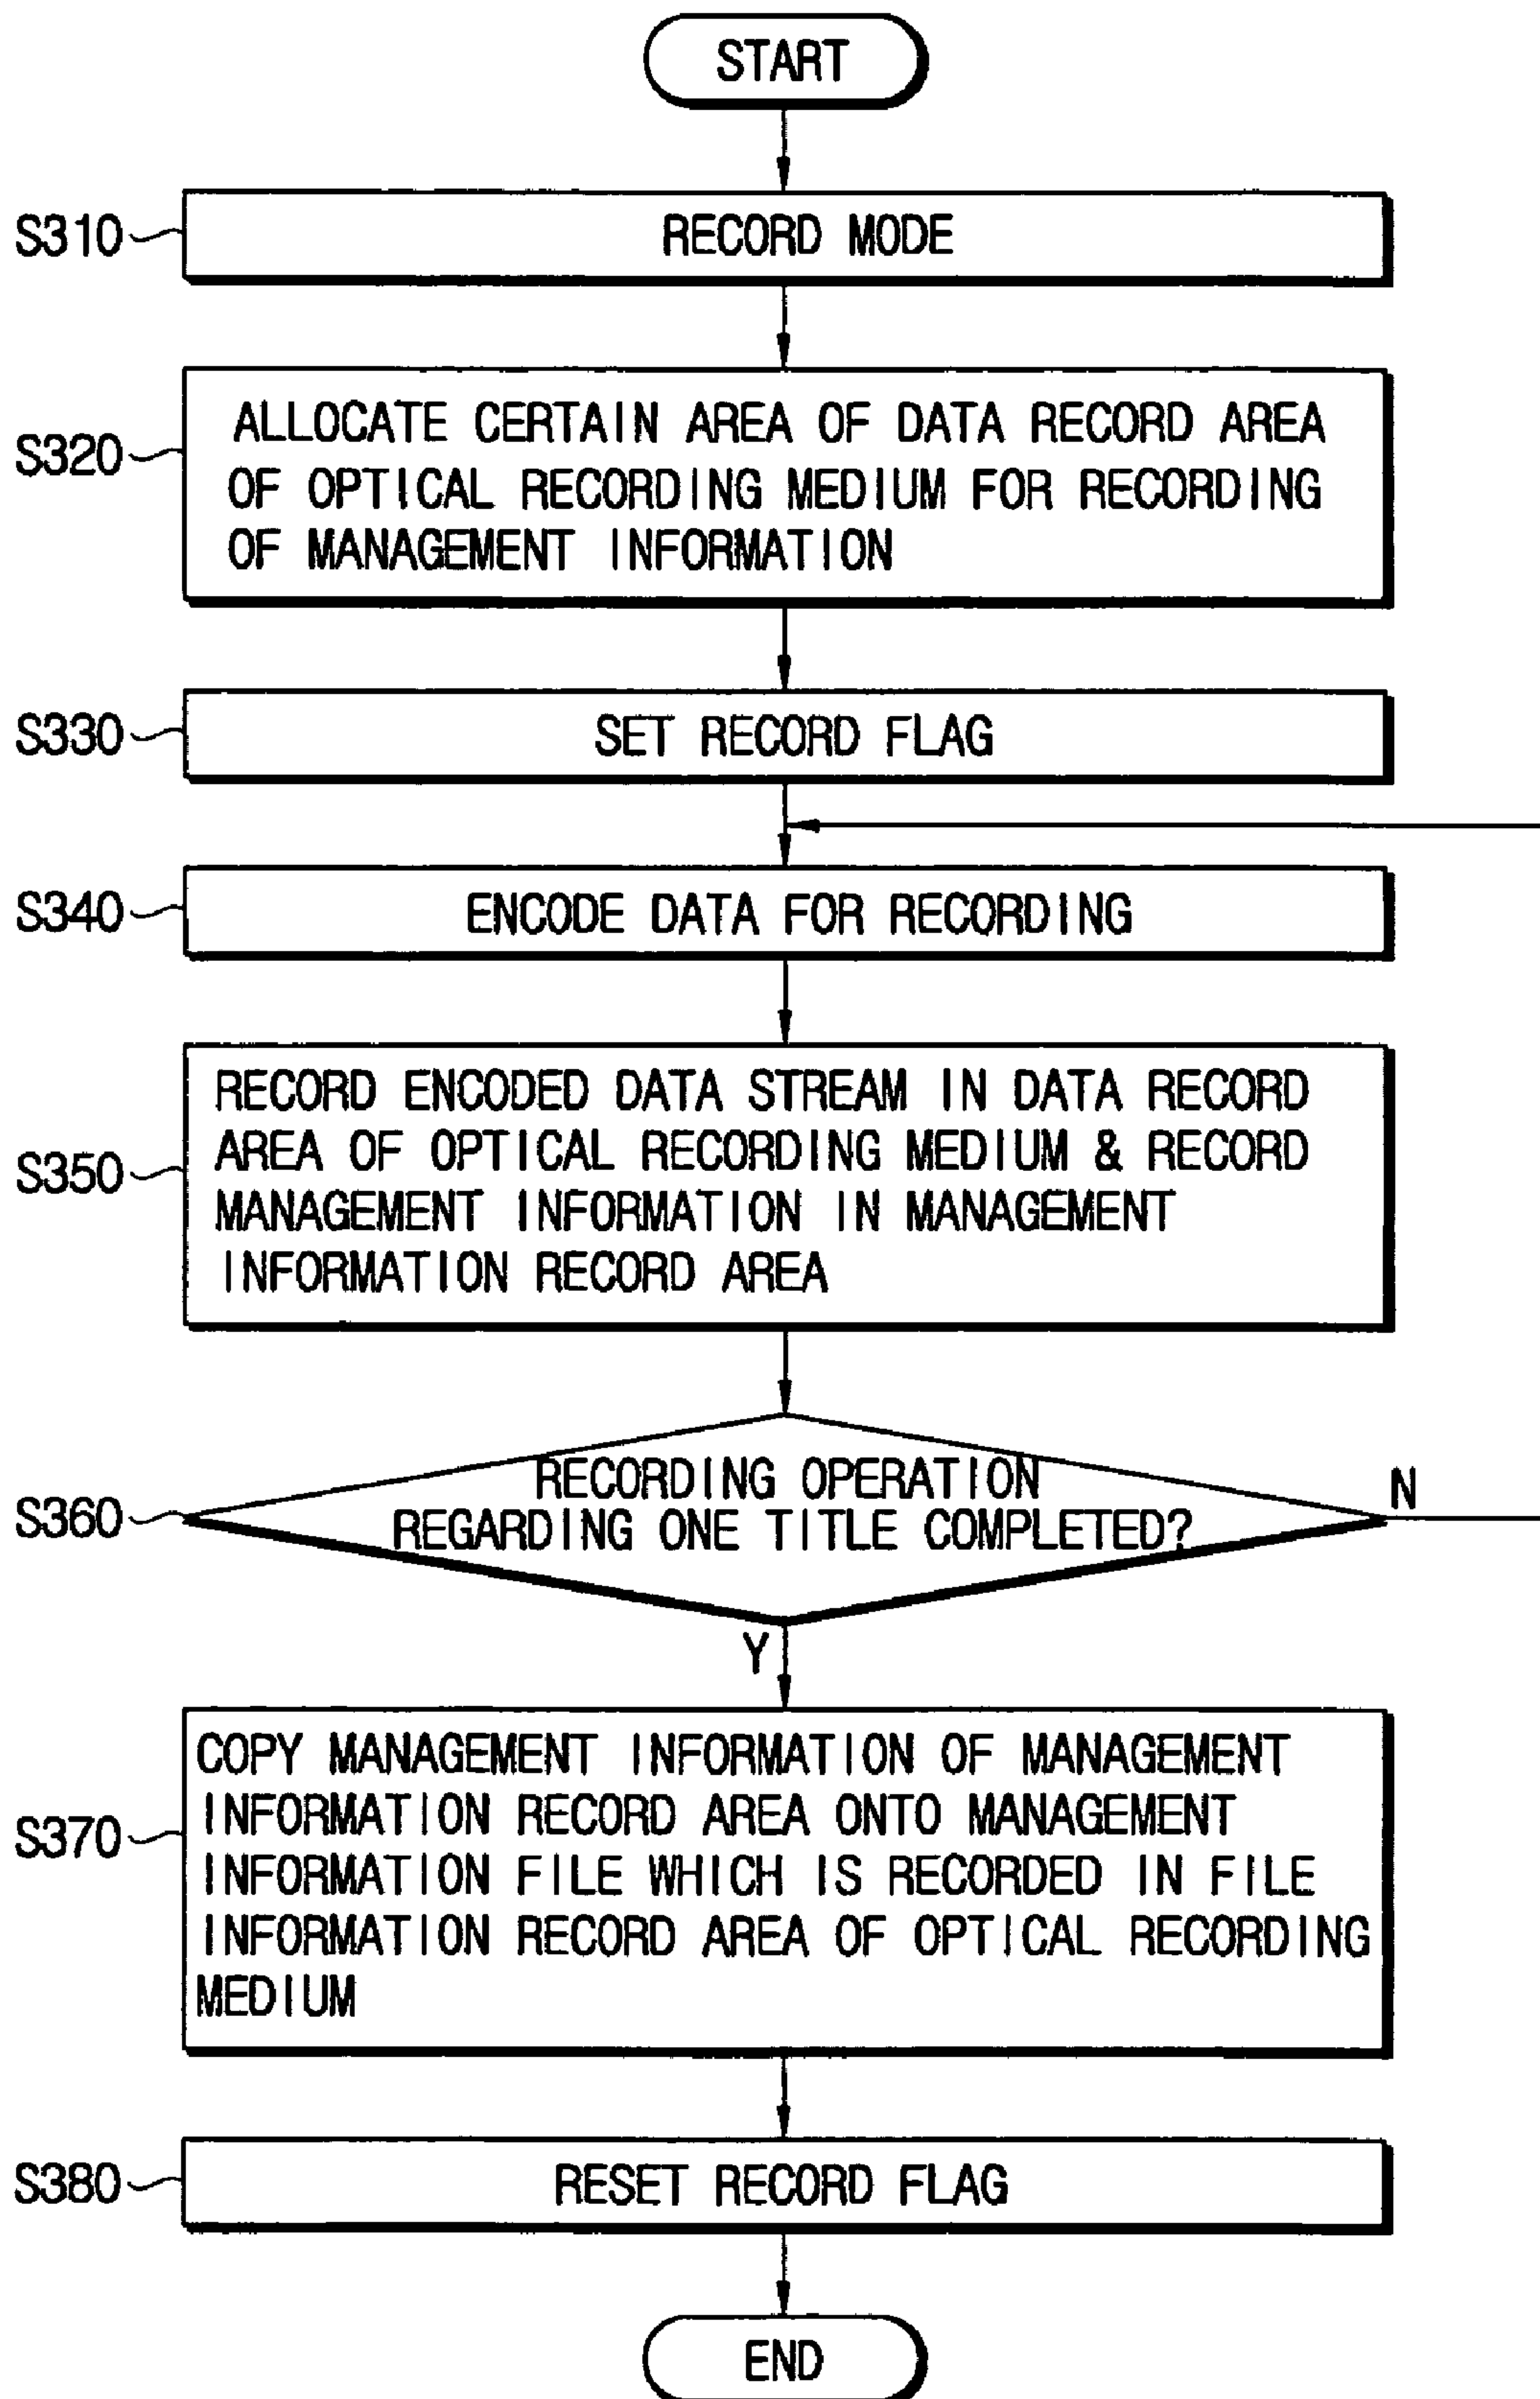 START
S310
RECORD MODE
S320
ALLOCATE CERTAIN AREA OF DATA RECORD AREA
OF OPTICAL RECORDING MEDIUM FOR RECORDING
OF MANAGEMENT INFORMATION
S330
SET RECORD FLAG
S340
ENCODE DATA FOR RECORDING
S350
RECORD ENCODED DATA STREAM IN DATA RECORD
AREA OF OPTICAL RECORDING MEDIUM & RECORD
MANAGEMENT INFORMATION IN MANAGEMENT
INFORMATION RECORD AREA
S360
RECORDING OPERATION
REGARDING ONE TITLE COMPLETED?
N
Y
S370
COPY MANAGEMENT INFORMATION OF MANAGEMENT
INFORMATION RECORD AREA ONTO MANAGEMENT
INFORMATION FILE WHICH IS RECORDED IN FILE
INFORMATION RECORD AREA OF OPTICAL RECORDING
MEDIUM
S380
RESET RECORD FLAG
END